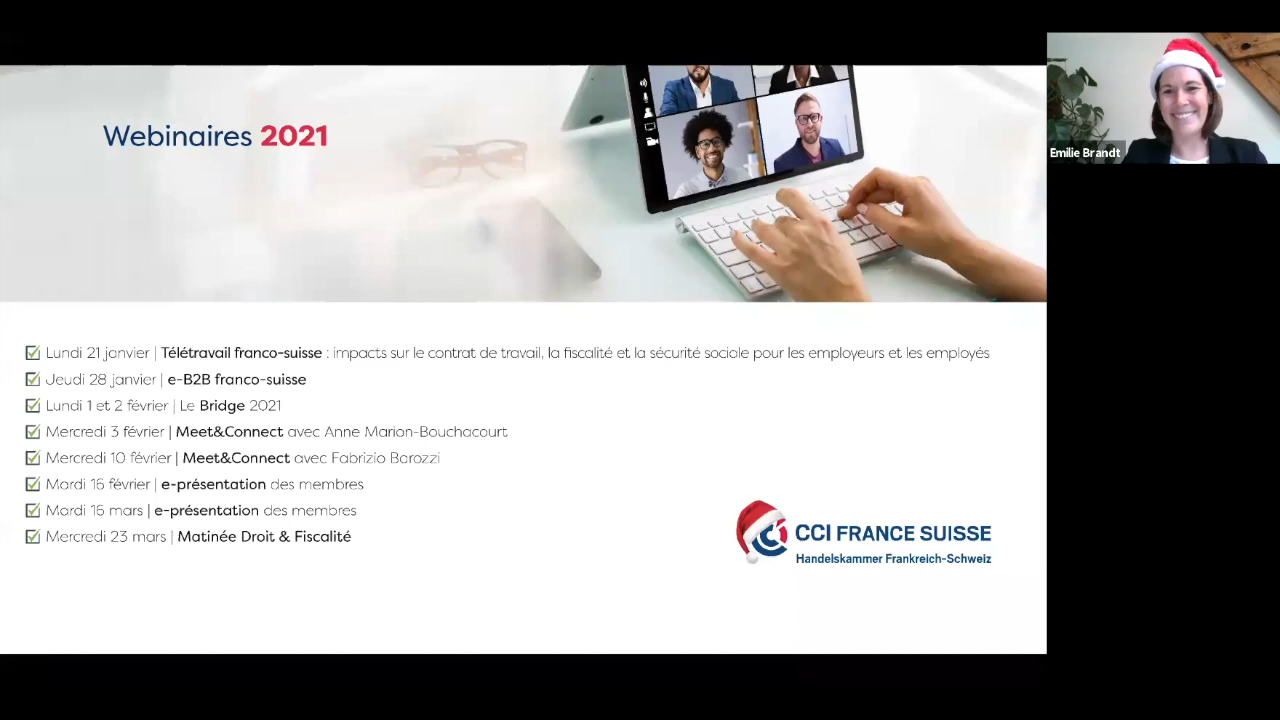 Webinaires 2021
Emilie Brandt
Lundi 21 janvier | Télétravail franco-suisse : impacts sur le contrat de travail, la fiscalité et la sécurité sociale pour les employeurs et les employés
Jeudi 28 janvier | e-B2B franco-suisse
Lundi 1 et 2 février | Le Bridge 2021
Mercredi 3 février | Meet&Connect avec Anne Marion-Bouchacourt
Mercredi 10 février | Meet&Connect avec Fabrizio Barozzi
Mardi 16 février | e-présentation des membres
Mardi 16 mars | e-présentation des membres
Mercredi 23 mars | Matinée Droit & Fiscalité
CCI FRANCE SUISSE
Handelskammer Frankreich-Schweiz